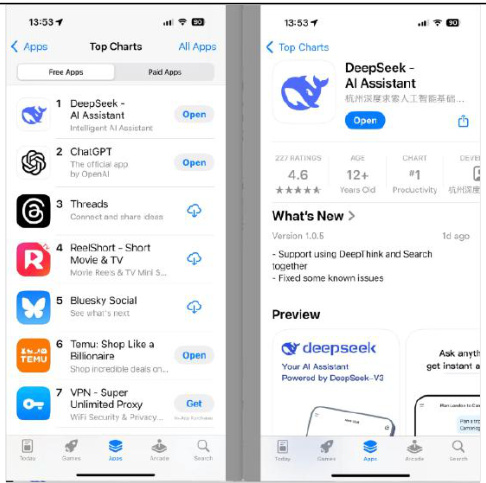 13:53
90
Apps
Top Charts
All Apps
Free Apps
Paid Apps
1 DeepSeek -
AI Assistant
Intelligent AI Assistant
Open
2 ChatGPT
The official app
by OpenAI
Open
3 Threads
Connect and share ideas
4 ReelShort - Short
Movie & TV
Movie Reels & TV Mini S...
5 Bluesky Social
See what's next
TEMU
6 Temu: Shop Like a
Billionaire
Shop incredible deals on...
Open
7 VPN - Super
Unlimited Proxy
WiFi Security & Privacy...
Get
In-App Purchases
Today
Games
Apps
Arcade
Search
13:53
90
Top Charts
DeepSeek -
AI Assistant
杭州深度求索人工智能基础...
Open
227 RATINGS
AGE
CHART
DEVE
4.6
12+
#1
Years Old
Productivity
杭州深度
What's New
Version 1.0.5
1d ago
- Support using DeepThink and Search
together
- Fixed some known issues
Preview
deepseek
Your AI Assistant
Powered by DeepSeek-V3
Ask anyth
get instant a
Today
Games
Apps
Arcade
Search